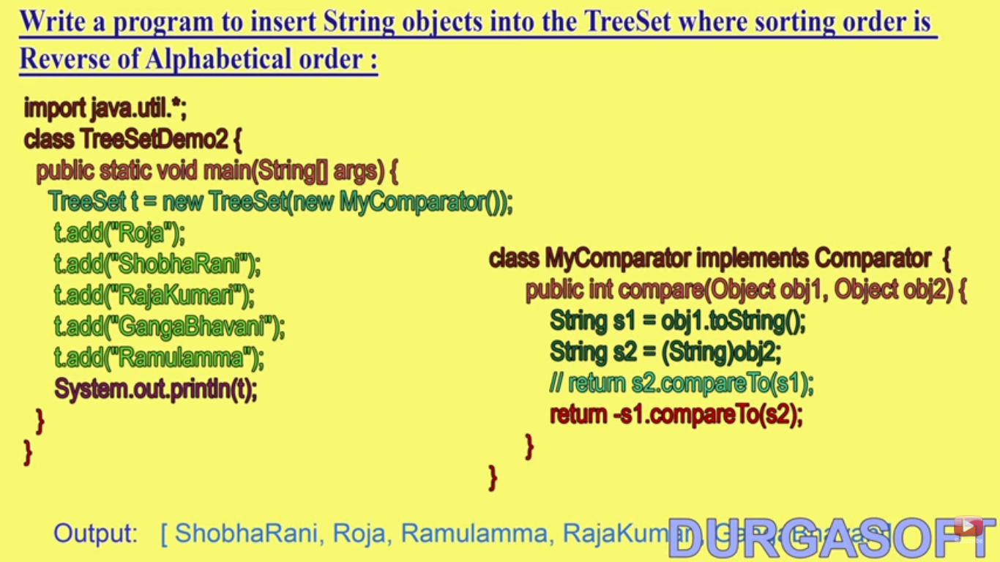 Write a program to insert String objects into the TreeSet where sorting order is
Reverse of Alphabetical order :
import java.util.*;
class TreeSetDemo2 {
public static void main(String[] args) {
TreeSet t = new TreeSet(new MyComparator());
t.add("Roja");
t.add("ShobhaRani");
t.add("RajaKumari");
t.add("GangaBhavani");
t.add("Ramulamma");
System.out.println(t);
}
}
class MyComparator implements Comparator {
public int compare(Object obj1, Object obj2) {
String s1 = obj1.toString();
String s2 = (String)obj2;
// return s2.compareTo(s1);
return -s1.compareTo(s2);
}
}
Output: [ ShobhaRani, Roja, Ramulamma, RajaKumari, GangaBhavani]
DURGASOFT